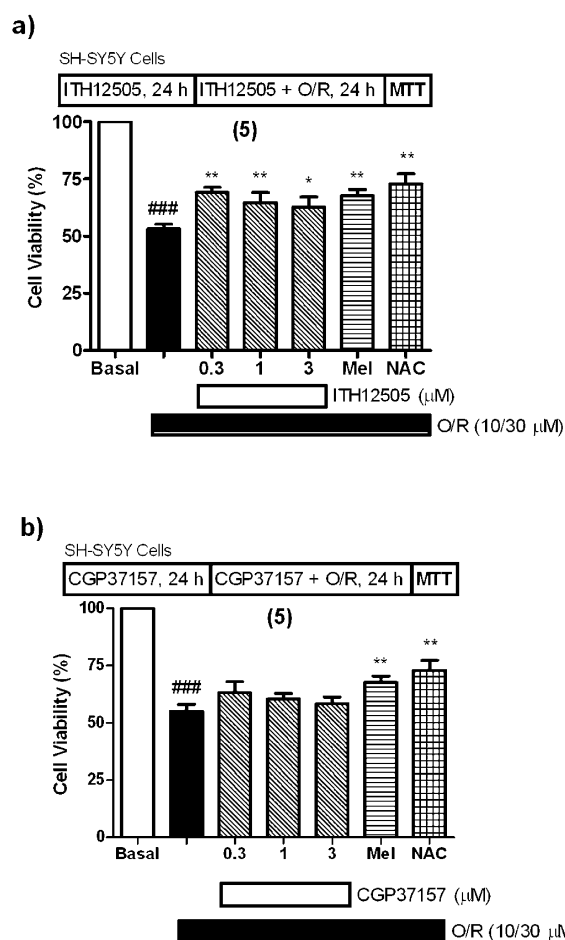 a)
SH-SY5Y Cells
ITH12505, 24 h ITH12505 + O/R, 24 h MTT
100
(5)
** ** * ** **
75
###
50
25
0
Cell Viability (%)
Basal 0.3 1 3 Mel NAC
ITH12505 (μM)
O/R (10/30 μM)
b)
SH-SY5Y Cells
CGP37157, 24 h CGP37157 + O/R, 24 h MTT
100
(5)
** **
75
###
50
25
0
Cell Viability (%)
Basal 0.3 1 3 Mel NAC
CGP37157 (μM)
O/R (10/30 μM